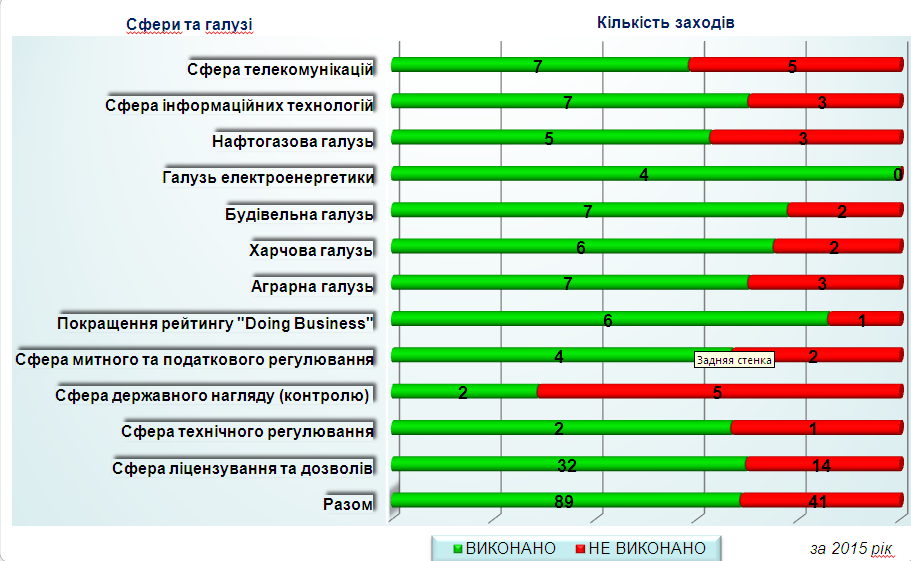 Сфери та галузі
Кількість заходів
Сфера телекомунікацій 7 5
Сфера інформаційних технологій 7 3
Нафтогазова галузь 5 3
Галузь електроенергетики 4 0
Будівельна галузь 7 2
Харчова галузь 6 2
Аграрна галузь 7 3
Покращення рейтингу "Doing Business" 6 1
Сфера митного та податкового регулювання 4 Задняя стенка 2
Сфера державного нагляду (контролю) 2 5
Сфера технічного регулювання 2 1
Сфера ліцензування та дозволів 32 14
Разом 89 41
ВИКОНАНО НЕ ВИКОНАНО
за 2015 рік